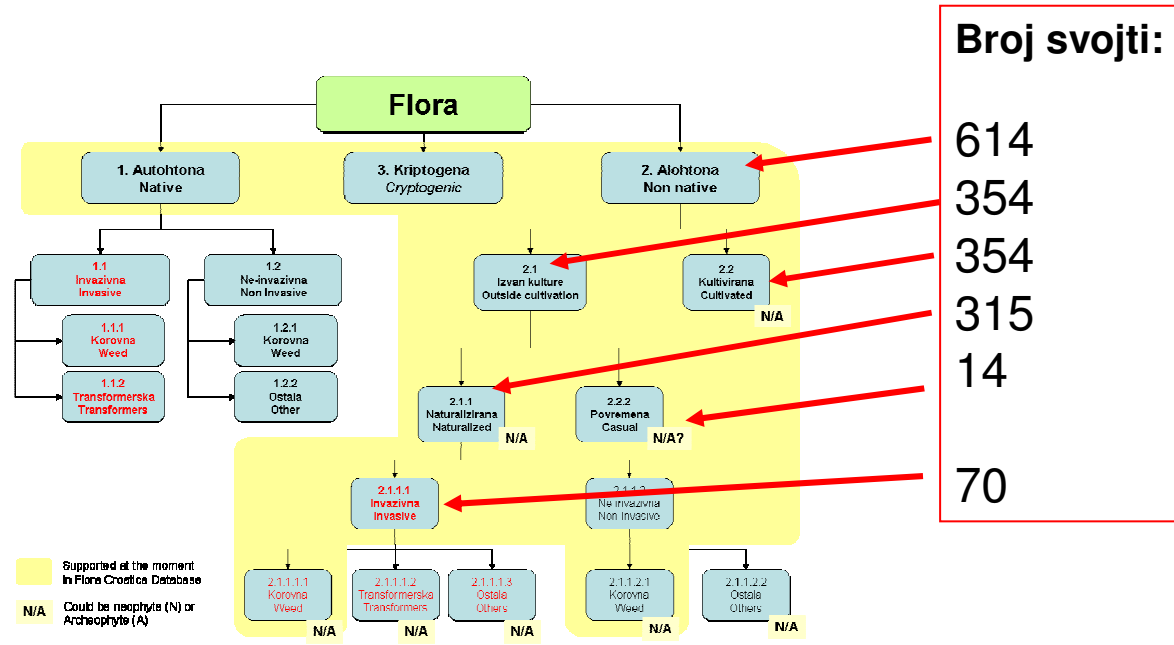 Broj svojti:
614
354
354
315
14
70
Flora
1. Autohtona
Native
3. Kriptogena
Cryptogenic
2. Alohtona
Non native
1.1
Invazivna
Invasive
1.2
Ne-invazivna
Non Invasive
2.1
Izvan kulture
Outside cultivation
2.2
Kultivirana
Cultivated
N/A
1.1.1
Korovna
Weed
1.2.1
Korovna
Weed
1.1.2
Transformerska
Transformers
1.2.2
Ostala
Other
2.1.1
Naturalizirana
Naturalized
N/A
2.2.2
Povremena
Casual
N/A?
2.1.1.1
Invazivna
Invasive
2.1.1.2
Ne invazivna
Non Invasive
Supported at the moment
in Flora Croatica Database
N/A
Could be neophyte (N) or
Archeophyte (A)
2.1.1.1.1
Korovna
Weed
N/A
2.1.1.1.2
Transformerska
Transformers
N/A
2.1.1.1.3
Ostala
Others
N/A
2.1.1.2.1
Korovna
Weed
N/A
2.1.1.2.2
Ostala
Others
N/A